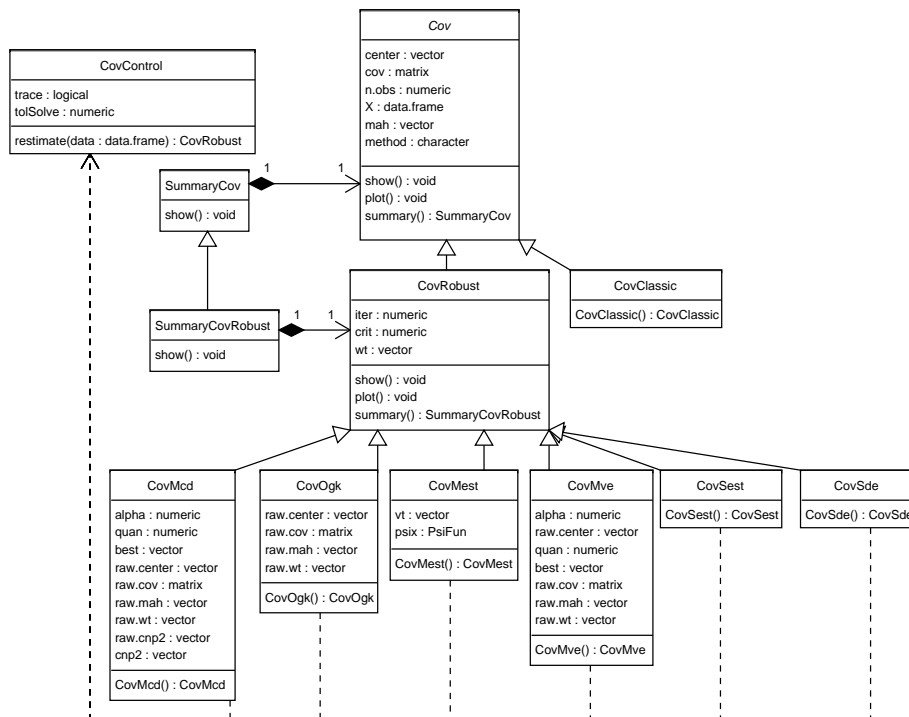 Cov
center : vector
cov : matrix
n.obs : numeric
X : data.frame
mah : vector
method : character
show() : void
plot() : void
summary() : SummaryCov
CovControl
trace : logical
tolSolve : numeric
restimate(data : data.frame) : CovRobust
SummaryCov
show() : void
1
1
SummaryCovRobust
show() : void
1
1
CovRobust
iter : numeric
crit : numeric
wt : vector
show() : void
plot() : void
summary() : SummaryCovRobust
CovClassic
CovClassic() : CovClassic
CovMcd
alpha : numeric
quan : numeric
best : vector
raw.center : vector
raw.cov : matrix
raw.mah : vector
raw.wt : vector
raw.cnp2 : vector
cnp2 : vector
CovMcd() : CovMcd
CovOgk
raw.center : vector
raw.cov : matrix
raw.mah : vector
raw.wt : vector
CovOgk() : CovOgk
CovMest
vt : vector
psix : PsiFun
CovMest() : CovMest
CovMve
alpha : numeric
raw.center : vector
quan : numeric
best : vector
raw.cov : matrix
raw.mah : vector
raw.wt : vector
CovMve() : CovMve
CovSest
CovSest() : CovSest
CovSde
CovSde() : CovSde